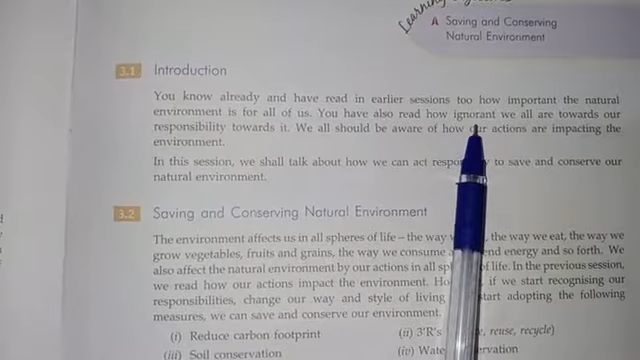 Learning
A Saving and Conserving
Natural Environment
3.1 Introduction
You know already and have read in earlier sessions too how important the natural
environment is for all of us. You have also read how ignorant we all are towards our
responsibility towards it. We all should be aware of how our actions are impacting the
environment.
In this session, we shall talk about how we can act to save and conserve our
natural environment.
3.2 Saving and Conserving Natural Environment
The environment affects us in all spheres of life – the way the way we eat, the way we
grow vegetables, fruits and grains, the way we consume energy and so forth. We
also affect the natural environment by our actions in all of life. In the previous session,
we read how our actions impact the environment. if we start recognising our
responsibilities, change our way and style of living start adopting the following
measures, we can save and conserve our environment.
(i) Reduce carbon footprint
(ii) 3'R's reuse, recycle)
(iii) Soil conservation
(iv)